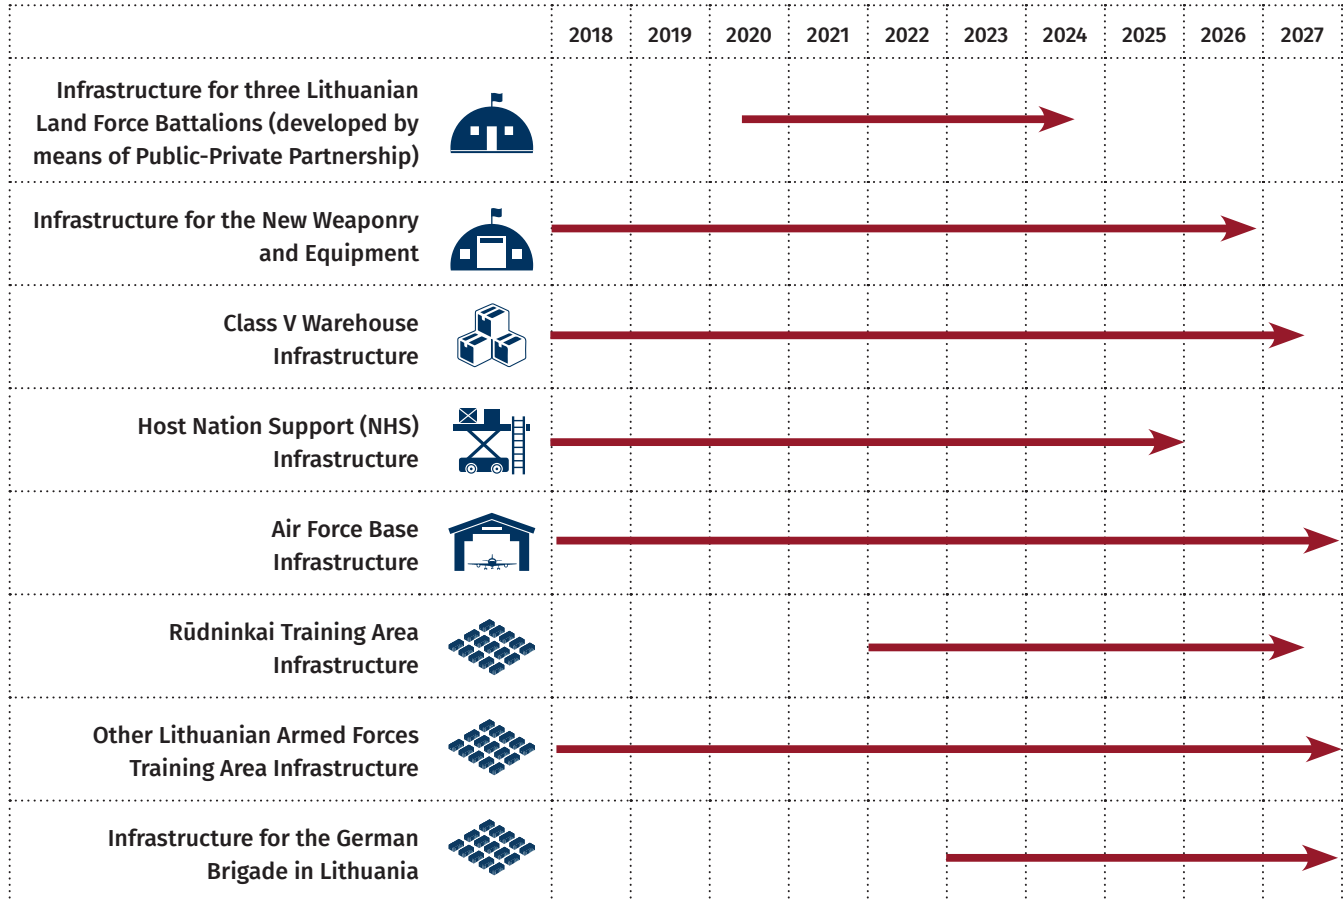 2018 2019 2020 2021 2022 2023 2024 2025 2026 2027
Infrastructure for three Lithuanian
Land Force Battalions (developed by
means of Public-Private Partnership)
Infrastructure for the New Weaponry
and Equipment
Class V Warehouse
Infrastructure
Host Nation Support (NHS)
Infrastructure
Air Force Base
Infrastructure
Rūdninkai Training Area
Infrastructure
Other Lithuanian Armed Forces
Training Area Infrastructure
Infrastructure for the German
Brigade in Lithuania